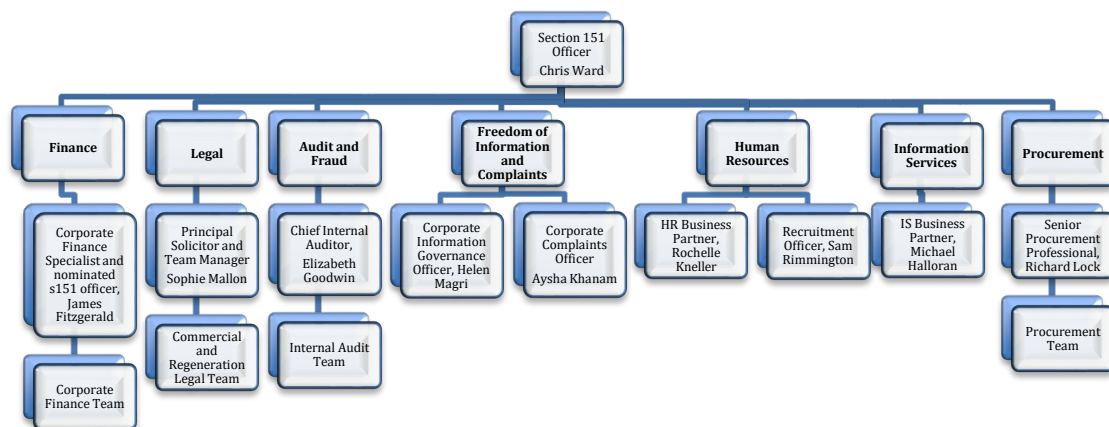 Section 151
Officer
Chris Ward
Finance
Legal
Audit and
Fraud
Freedom of
Information
and
Complaints
Human
Resources
Information
Services
Procurement
Corporate
Finance
Specialist and
nominated
s151 officer,
James
Fitzgerald
Principal
Solicitor and
Team Manager
Sophie Mallon
Chief Internal
Auditor,
Elizabeth
Goodwin
Corporate
Information
Governance
Officer, Helen
Magri
Corporate
Complaints
Officer
Aysha Khanam
HR Business
Partner,
Rochelle
Kneller
Recruitment
Officer, Sam
Rimmington
IS Business
Partner,
Michael
Halloran
Senior
Procurement
Professional,
Richard Lock
Corporate
Finance Team
Commercial
and
Regeneration
Legal Team
Internal Audit
Team
Procurement
Team